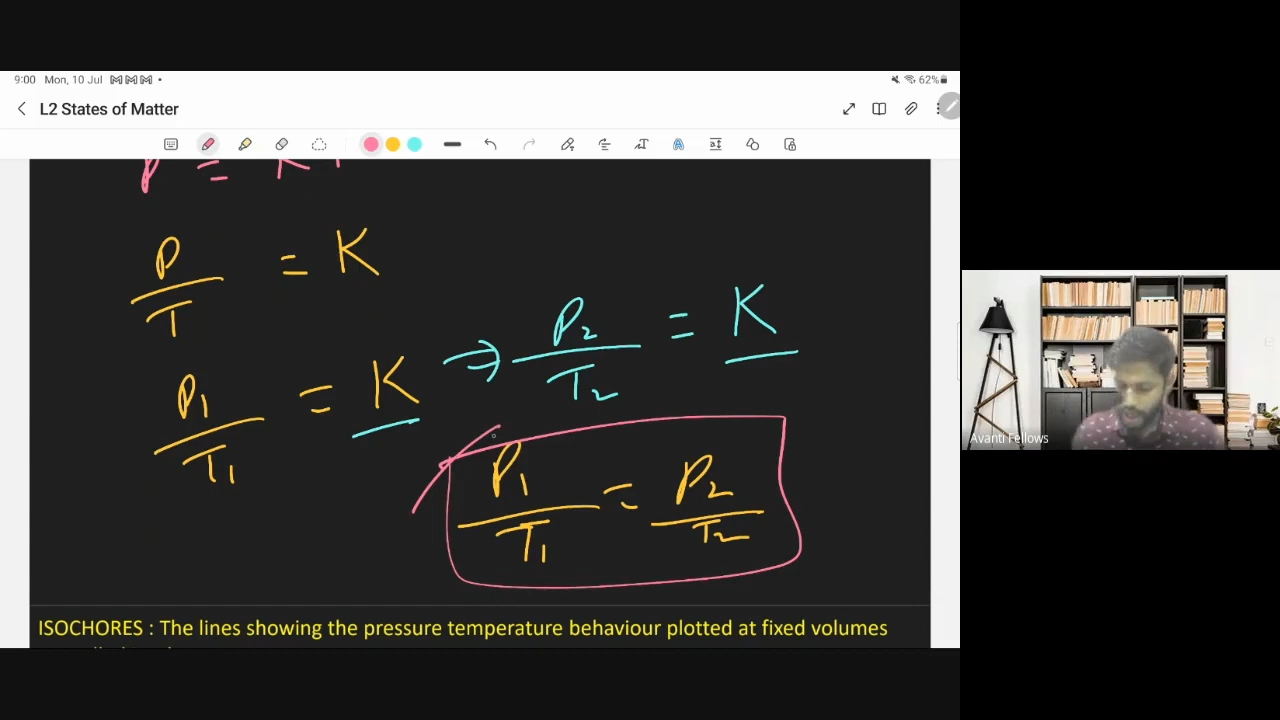 9:00 Mon, 10 Jul 62%
L2 States of Matter
P = K T
P/T = K
P1/T1 = K ⇒ P2/T2 = K
P1/T1 = P2/T2
Avanti Fellows
ISOCHORES : The lines showing the pressure temperature behaviour plotted at fixed volumes